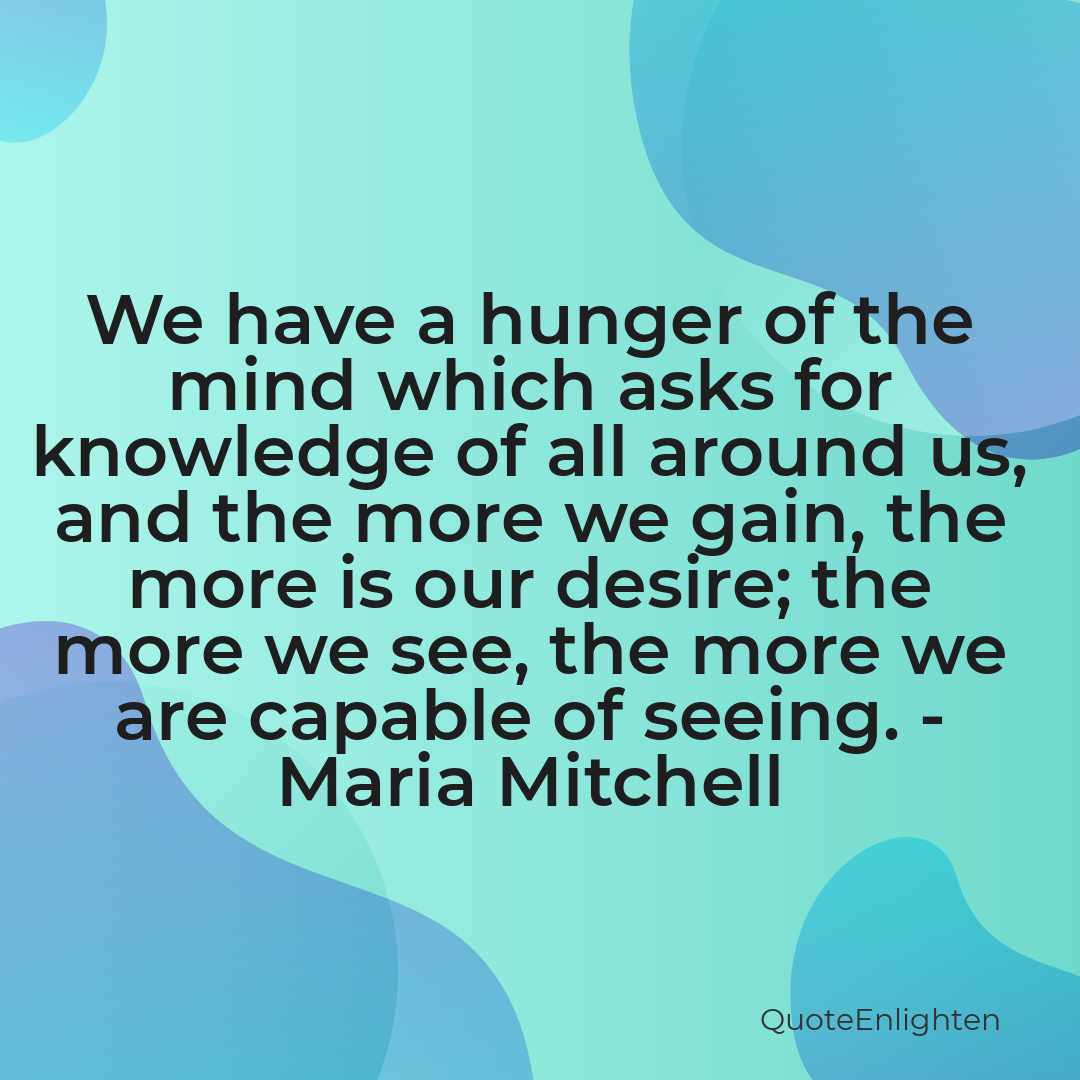 We have a hunger of the
mind which asks for
knowledge of all around us,
and the more we gain, the
more is our desire; the
more we see, the more we
are capable of seeing. -
Maria Mitchell
QuoteEnlighten